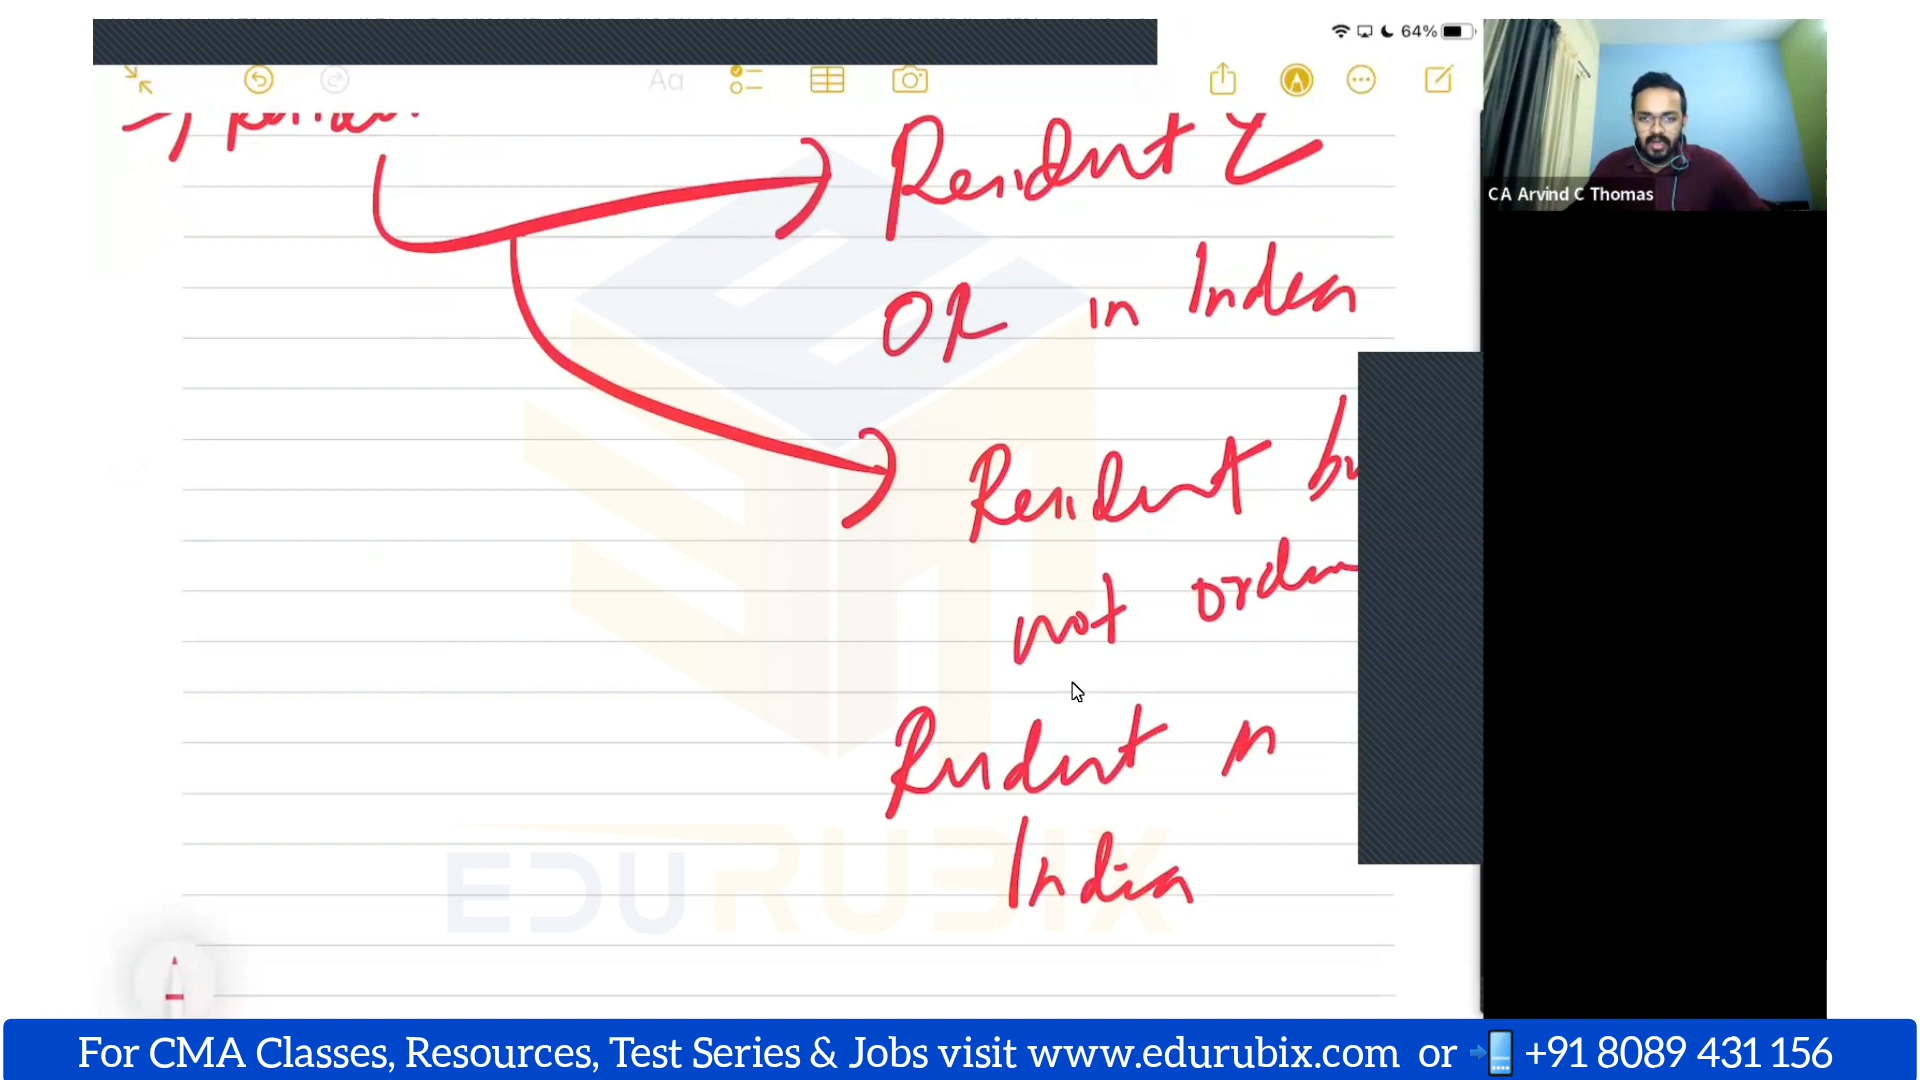 64%
Aa
CA Arvind C Thomas
Resident &
OR in India
Resident bu
not ordin
Resident in
India
EDURUBIX
For CMA Classes, Resources, Test Series & Jobs visit www.edurubix.com or +91 8089 431 156